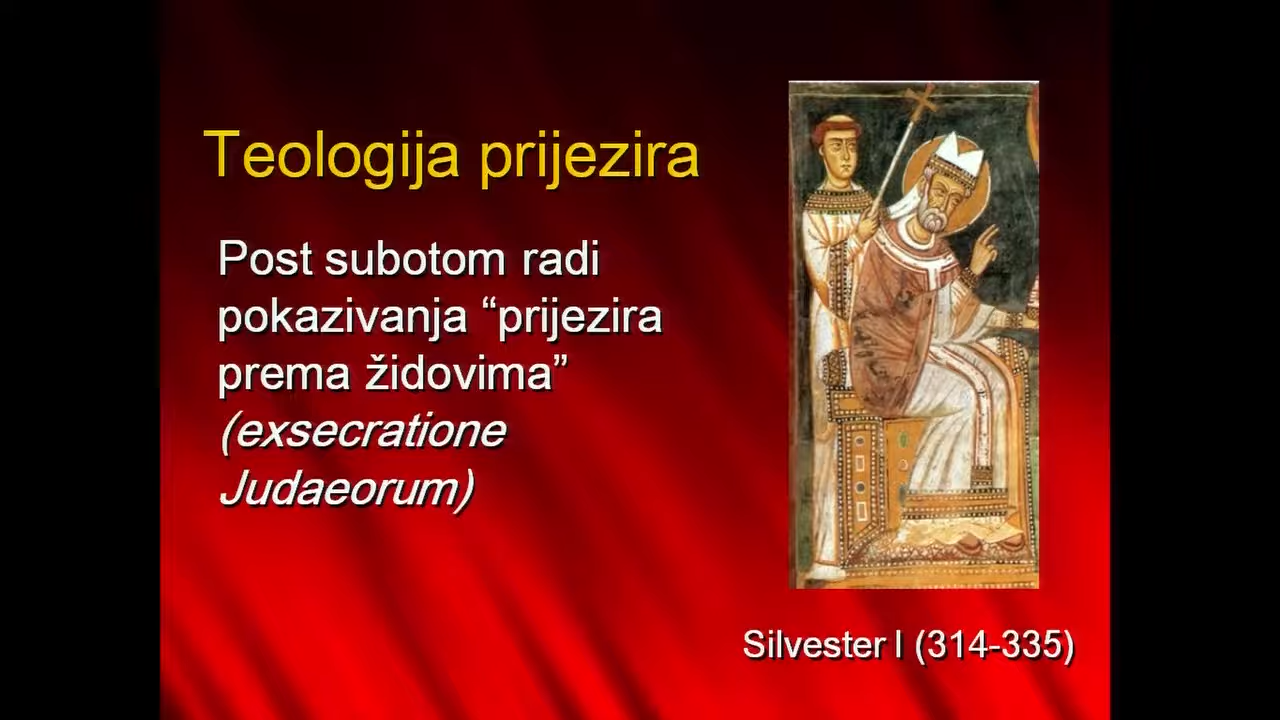 Teologija prijezira
Post subotom radi
pokazivanja “prijezira
prema židovima”
(exsecratione
Judaeorum)
Silvester I (314-335)